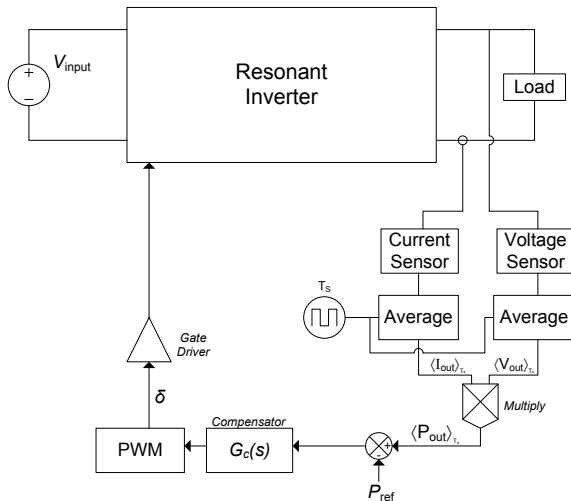 V_input
+
−
Resonant
Inverter
Load
Current
Sensor
Voltage
Sensor
T_S
Average
Average
⟨I_out⟩_Ts
⟨V_out⟩_Ts
Multiply
Gate
Driver
δ
Compensator
PWM
G_c(s)
+
-
⟨P_out⟩_Ts
P_ref